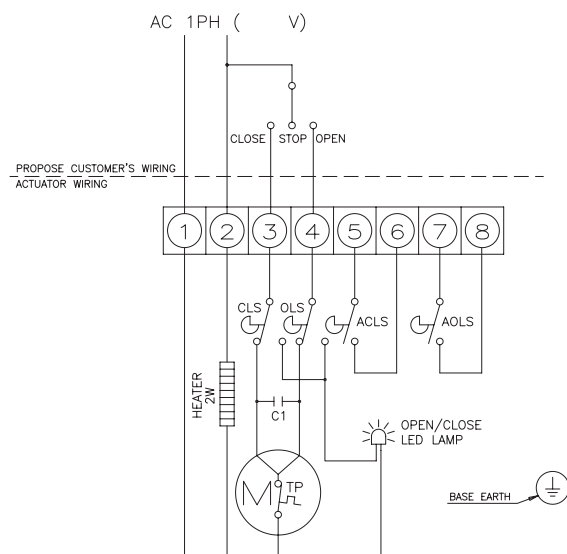 AC 1PH ( V)
CLOSE STOP OPEN
PROPOSE CUSTOMER'S WIRING
ACTUATOR WIRING
1 2 3 4 5 6 7 8
CLS OLS ACLS AOLS
HEATER
2W
C1
OPEN/CLOSE
LED LAMP
M TP
BASE EARTH